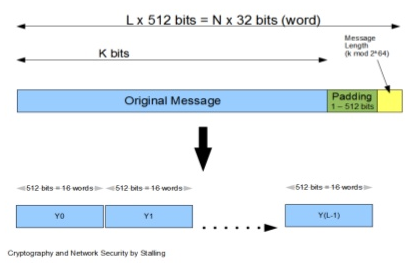 L x 512 bits = N x 32 bits (word)
Message
Length
(k mod 2^64)
K bits
Original Message
Padding
1 – 512 bits
512 bits = 16 words
512 bits = 16 words
512 bits = 16 words
Y0
Y1
Y(L-1)
Cryptography and Network Security by Stalling